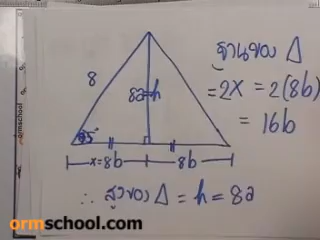 ฐานของ Δ
= 2x = 2(8b)
= 16b
8
8a=h
x=8b
8b
∴ สูงของ Δ = h = 8a
ormschool.com
ormschool